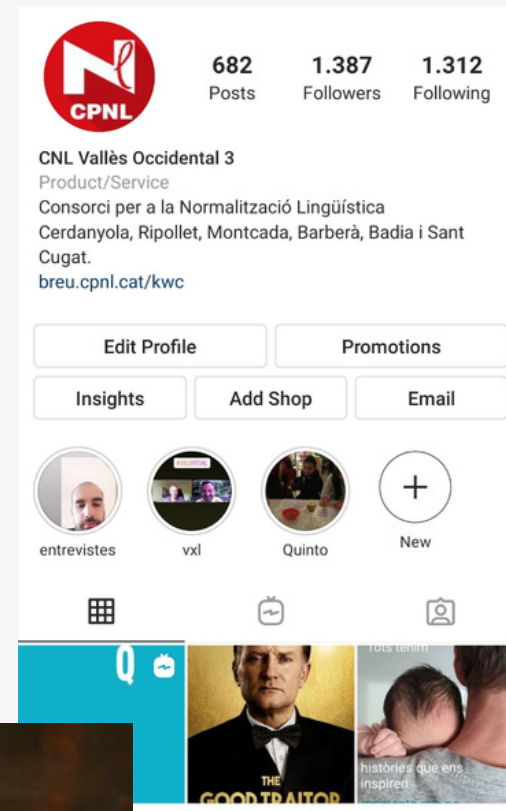 N
CPNL
682 1.387 1.312
Posts Followers Following
CNL Vallès Occidental 3
Product/Service
Consorci per a la Normalització Lingüística
Cerdanyola, Ripollet, Montcada, Barberà, Badia i Sant
Cugat.
breu.cpnl.cat/kwc
Edit Profile Promotions
Insights Add Shop Email
entrevistes vxl Quinto New
Q
THE
GOOD TRAITOR
Tots tenim
històries que ens
inspiren